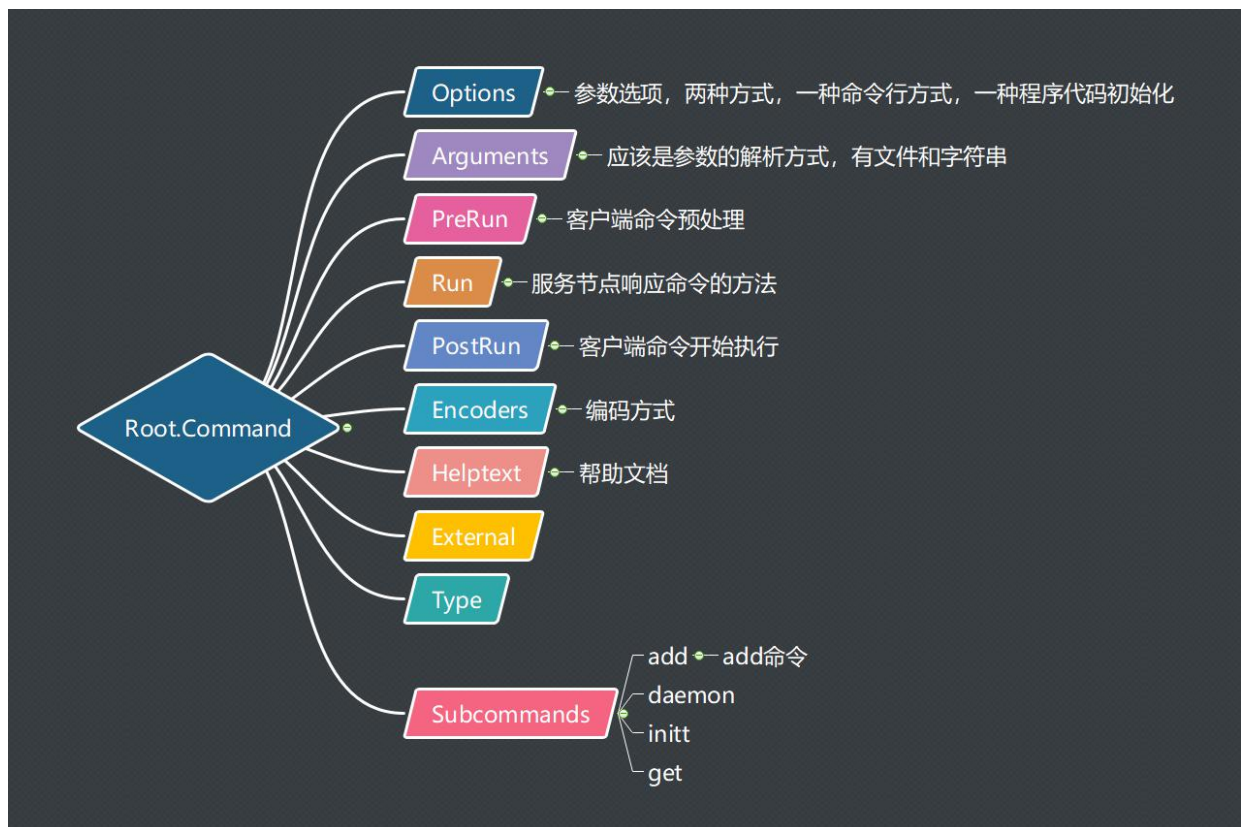 Options
参数选项，两种方式，一种命令行方式，一种程序代码初始化
Arguments
应该是参数的解析方式，有文件和字符串
PreRun
客户端命令预处理
Run
服务节点响应命令的方法
PostRun
客户端命令开始执行
Root.Command
Encoders
编码方式
Helptext
帮助文档
External
Type
Subcommands
add
add命令
daemon
initt
get